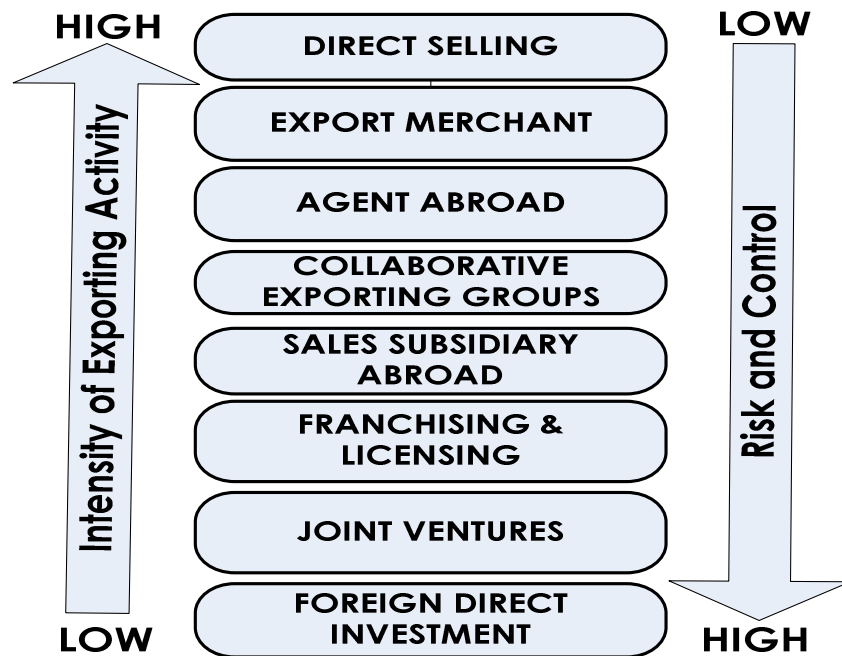 HIGH
LOW
DIRECT SELLING
EXPORT MERCHANT
AGENT ABROAD
COLLABORATIVE
EXPORTING GROUPS
SALES SUBSIDIARY
ABROAD
FRANCHISING &
LICENSING
JOINT VENTURES
FOREIGN DIRECT
INVESTMENT
Intensity of Exporting Activity
Risk and Control
LOW
HIGH